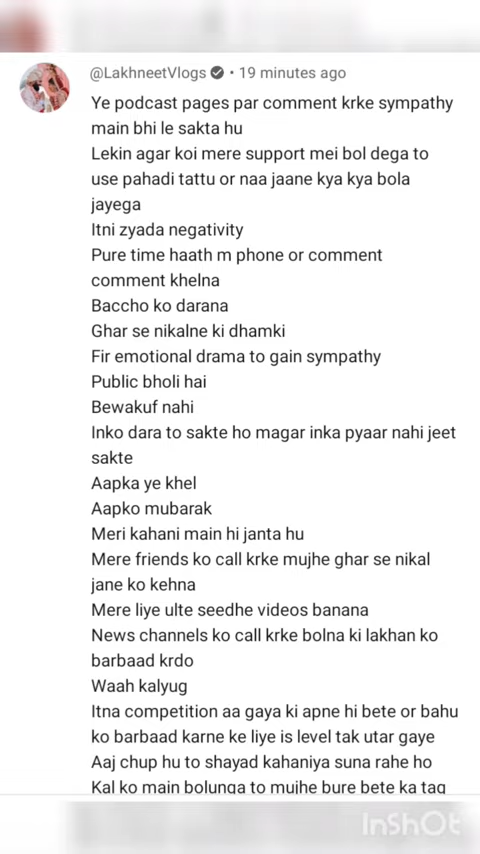 @LakhneetVlogs • 19 minutes ago
Ye podcast pages par comment krke sympathy
main bhi le sakta hu
Lekin agar koi mere support mei bol dega to
use pahadi tattu or naa jaane kya kya bola
jayega
Itni zyada negativity
Pure time haath m phone or comment
comment khelna
Baccho ko darana
Ghar se nikalne ki dhamki
Fir emotional drama to gain sympathy
Public bholi hai
Bewakuf nahi
Inko dara to sakte ho magar inka pyaar nahi jeet
sakte
Aapka ye khel
Aapko mubarak
Meri kahani main hi janta hu
Mere friends ko call krke mujhe ghar se nikal
jane ko kehna
Mere liye ulte seedhe videos banana
News channels ko call krke bolna ki lakhan ko
barbaad krdo
Waah kalyug
Itna competition aa gaya ki apne hi bete or bahu
ko barbaad karne ke liye is level tak utar gaye
Aaj chup hu to shayad kahaniya suna rahe ho
Kal ko main bolunga to mujhe bure bete ka tag
InShOt